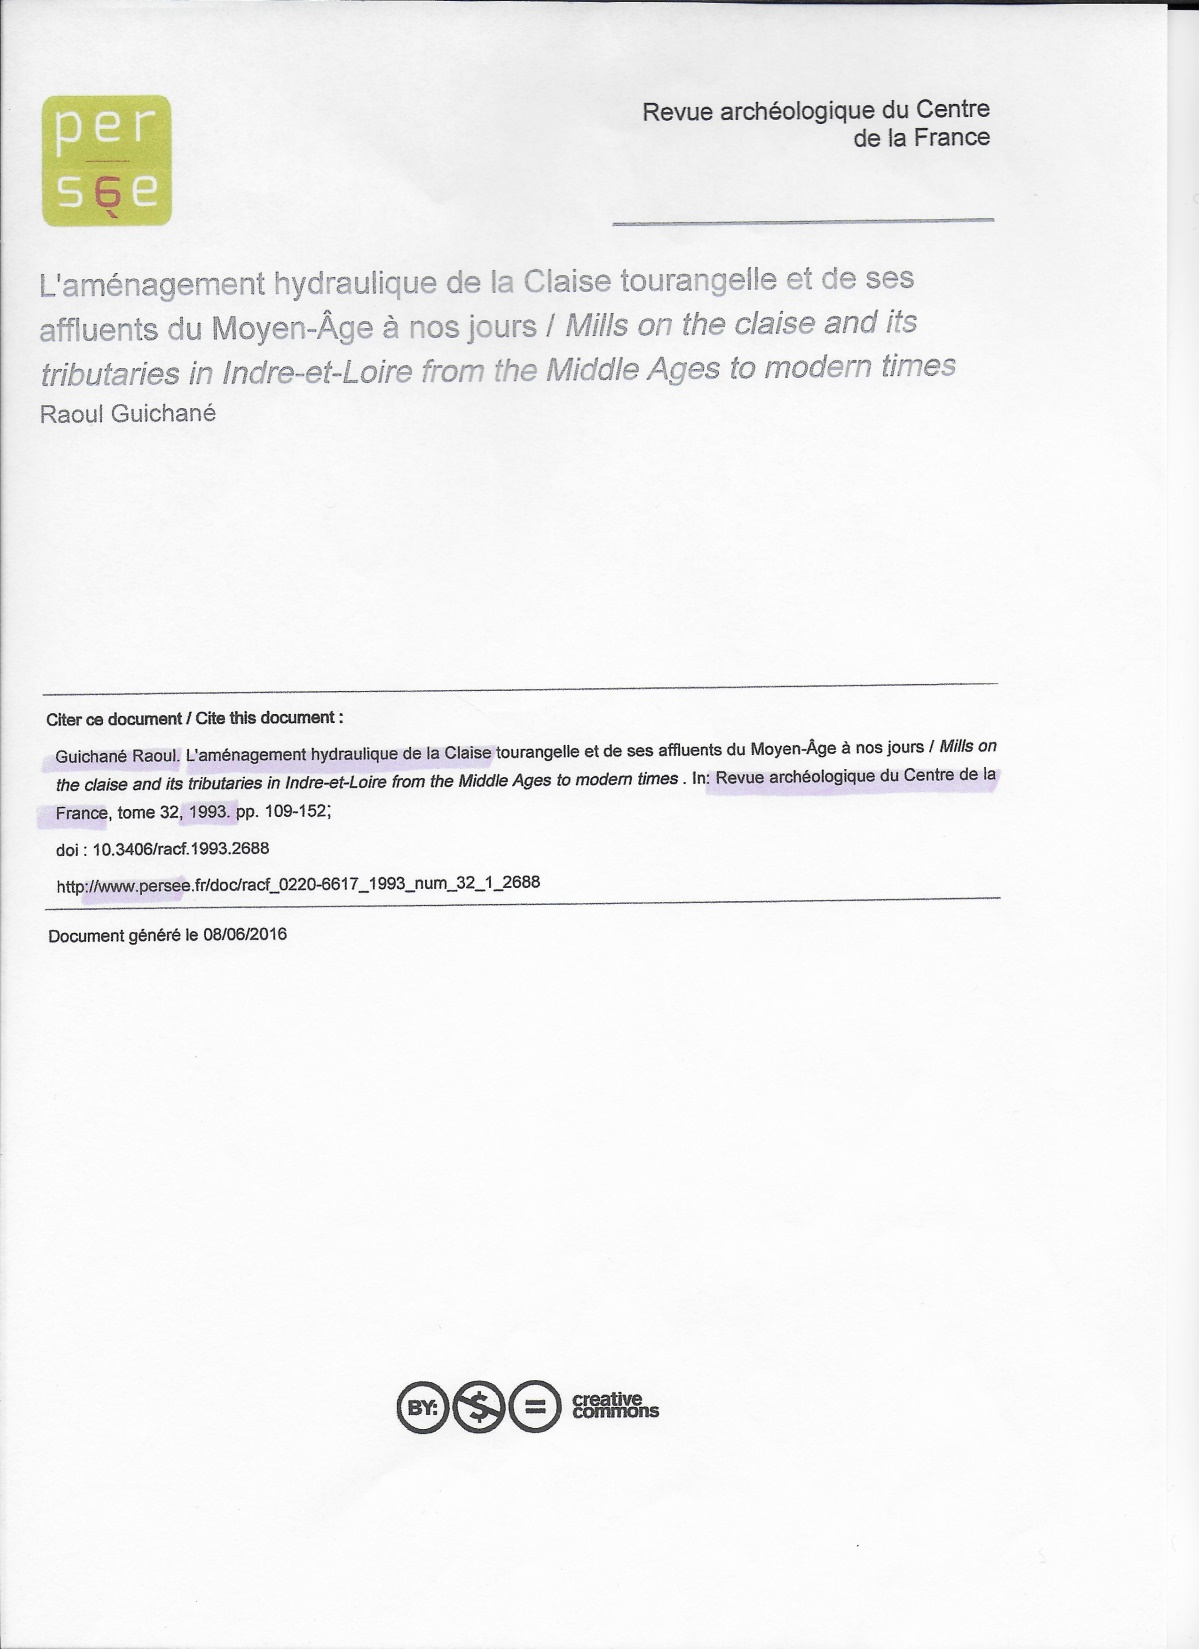 per
sée
Revue archéologique du Centre
de la France
L'aménagement hydraulique de la Claise tourangelle et de ses
affluents du Moyen-Âge à nos jours / Mills on the claise and its
tributaries in Indre-et-Loire from the Middle Ages to modern times
Raoul Guichané
Citer ce document / Cite this document :
Guichané Raoul. L'aménagement hydraulique de la Claise tourangelle et de ses affluents du Moyen-Âge à nos jours / Mills on
the claise and its tributaries in Indre-et-Loire from the Middle Ages to modern times . In: Revue archéologique du Centre de la
France, tome 32, 1993. pp. 109-152;
doi : 10.3406/racf.1993.2688
http://www.persee.fr/doc/racf_0220-6617_1993_num_32_1_2688
Document généré le 08/06/2016
BY: $ = creative
commons